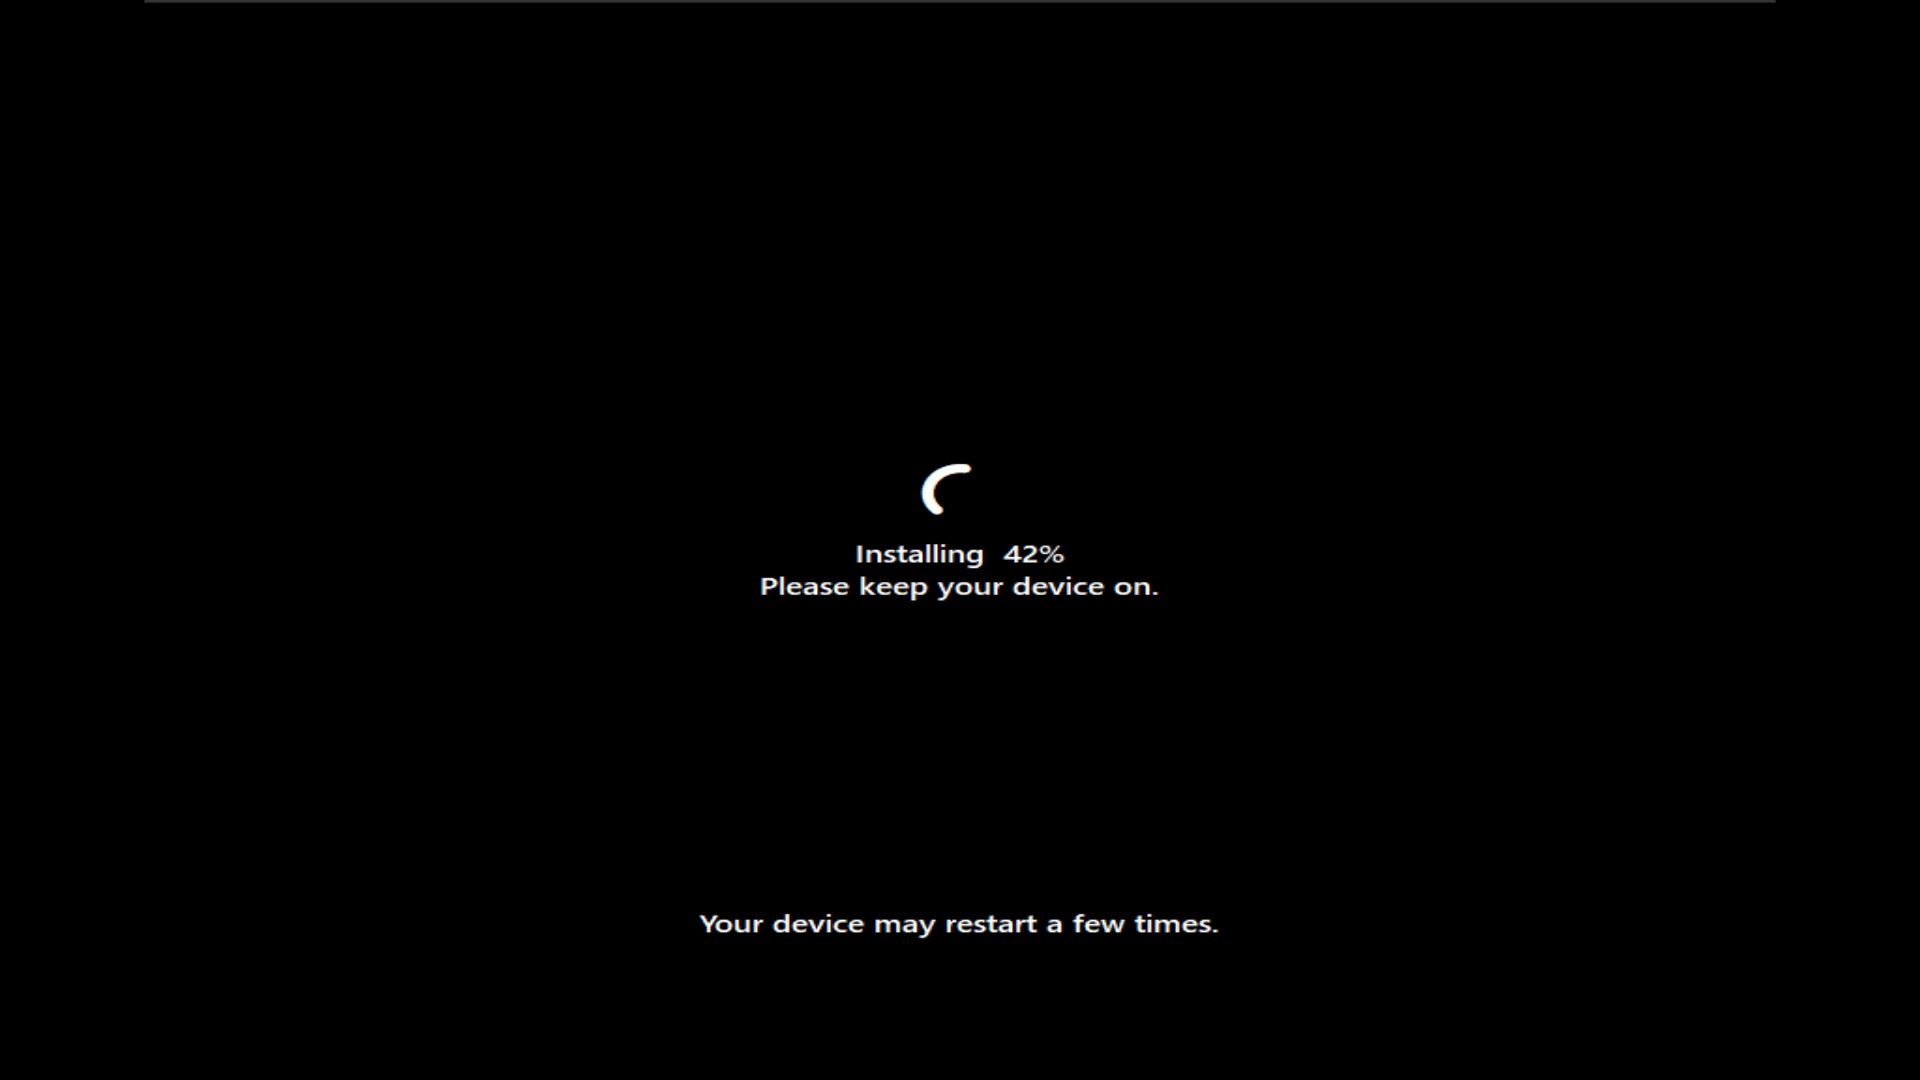 Installing 42%
Please keep your device on.
Your device may restart a few times.